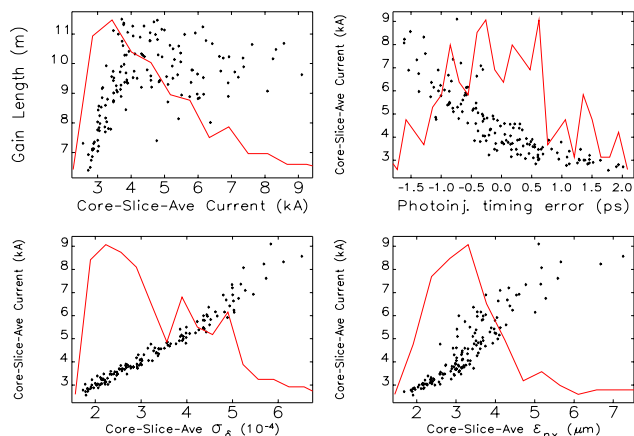 Gain Length (m)
11
10
9
8
7
3 4 5 6 7 8 9
Core-Slice-Ave Current (kA)
Core-Slice-Ave Current (kA)
9
8
7
6
5
4
3
-1.5 -1.0 -0.5 0.0 0.5 1.0 1.5 2.0
Photoinj. timing error (ps)
Core-Slice-Ave Current (kA)
9
8
7
6
5
4
3
2 3 4 5 6
Core-Slice-Ave σδ (10-4)
Core-Slice-Ave Current (kA)
9
8
7
6
5
4
3
2 3 4 5 6 7
Core-Slice-Ave εnx (μm)